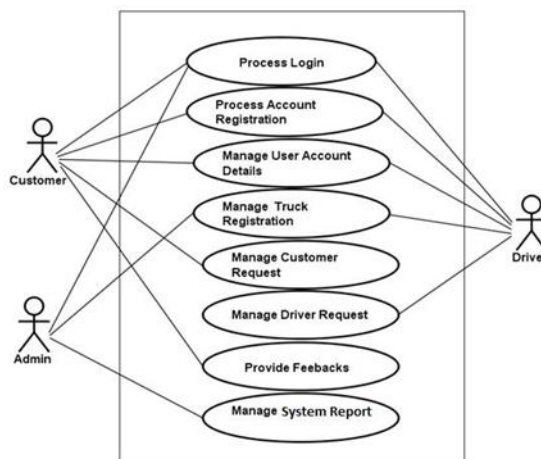 Process Login
Process Account
Registration
Manage User Account
Details
Manage Truck
Registration
Manage Customer
Request
Manage Driver Request
Provide Feebacks
Manage System Report
Customer
Admin
Drive